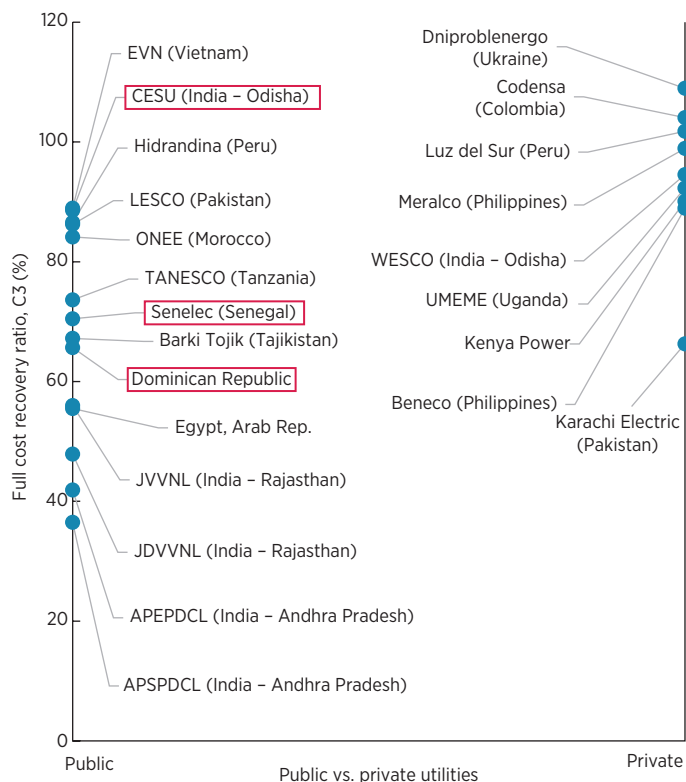 Full cost recovery ratio, C3 (%)
120
100
80
60
40
20
0
EVN (Vietnam)
CESU (India – Odisha)
Hidrandina (Peru)
LESCO (Pakistan)
ONEE (Morocco)
TANESCO (Tanzania)
Senelec (Senegal)
Barki Tojik (Tajikistan)
Dominican Republic
Egypt, Arab Rep.
JVVNL (India – Rajasthan)
JDVVNL (India – Rajasthan)
APEPDCL (India – Andhra Pradesh)
APSPDCL (India – Andhra Pradesh)
Dniproblenergo
(Ukraine)
Codensa
(Colombia)
Luz del Sur (Peru)
Meralco (Philippines)
WESCO (India – Odisha)
UMEME (Uganda)
Kenya Power
Beneco (Philippines)
Karachi Electric
(Pakistan)
Public
Private
Public vs. private utilities